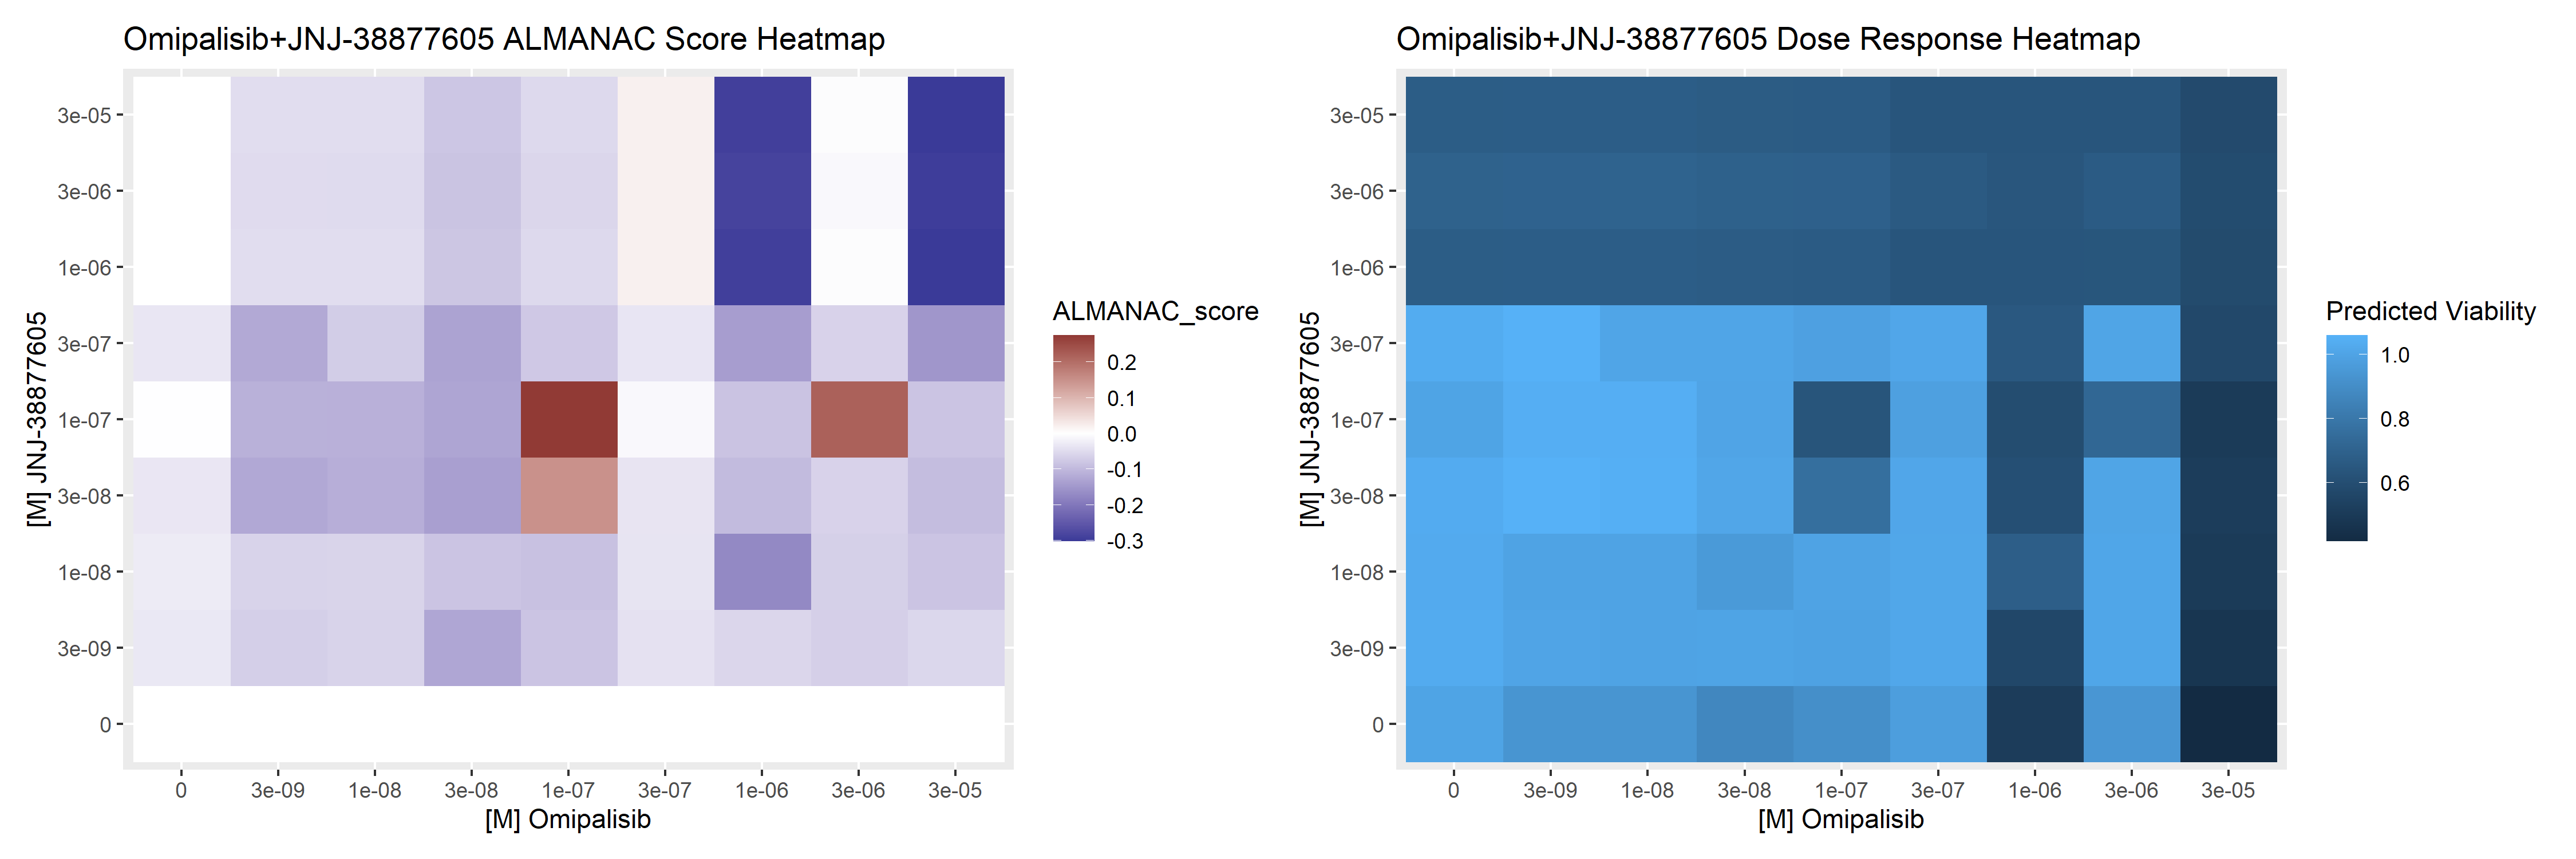 Omipalisib+JNJ-38877605 ALMANAC Score Heatmap
[M] JNJ-38877605
3e-05
3e-06
1e-06
3e-07
1e-07
3e-08
1e-08
3e-09
0
0 3e-09 1e-08 3e-08 1e-07 3e-07 1e-06 3e-06 3e-05
[M] Omipalisib
ALMANAC_score
0.2
0.1
0.0
-0.1
-0.2
-0.3
Omipalisib+JNJ-38877605 Dose Response Heatmap
[M] JNJ-38877605
3e-05
3e-06
1e-06
3e-07
1e-07
3e-08
1e-08
3e-09
0
0 3e-09 1e-08 3e-08 1e-07 3e-07 1e-06 3e-06 3e-05
[M] Omipalisib
Predicted Viability
1.0
0.8
0.6